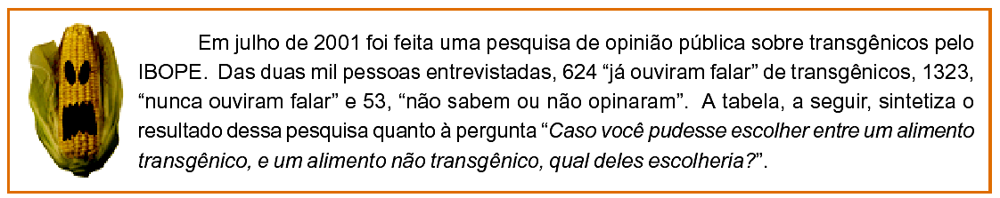 Em julho de 2001 foi feita uma pesquisa de opinião pública sobre transgênicos pelo
IBOPE. Das duas mil pessoas entrevistadas, 624 “já ouviram falar” de transgênicos, 1323,
“nunca ouviram falar” e 53, “não sabem ou não opinaram”. A tabela, a seguir, sintetiza o
resultado dessa pesquisa quanto à pergunta “Caso você pudesse escolher entre um alimento
transgênico, e um alimento não transgênico, qual deles escolheria?”.